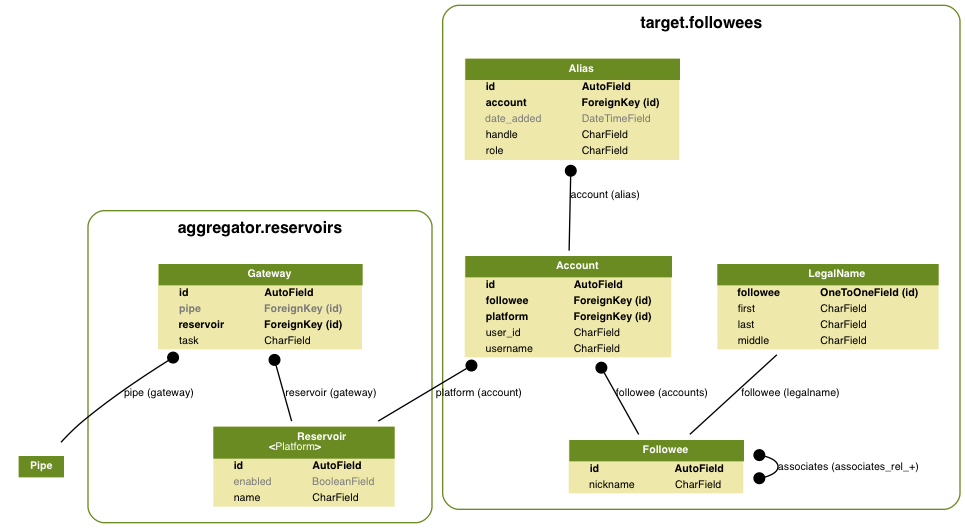 target.followees
Alias
id AutoField
account ForeignKey (id)
date_added DateTimeField
handle CharField
role CharField
account (alias)
aggregator.reservoirs
Gateway
id AutoField
pipe ForeignKey (id)
reservoir ForeignKey (id)
task CharField
Account
id AutoField
followee ForeignKey (id)
platform ForeignKey (id)
user_id CharField
username CharField
LegalName
followee OneToOneField (id)
first CharField
last CharField
middle CharField
pipe (gateway)
reservoir (gateway)
platform (account)
followee (accounts)
followee (legalname)
Pipe
Reservoir
<Platform>
id AutoField
enabled BooleanField
name CharField
Followee
id AutoField
nickname CharField
associates (associates_rel_+)